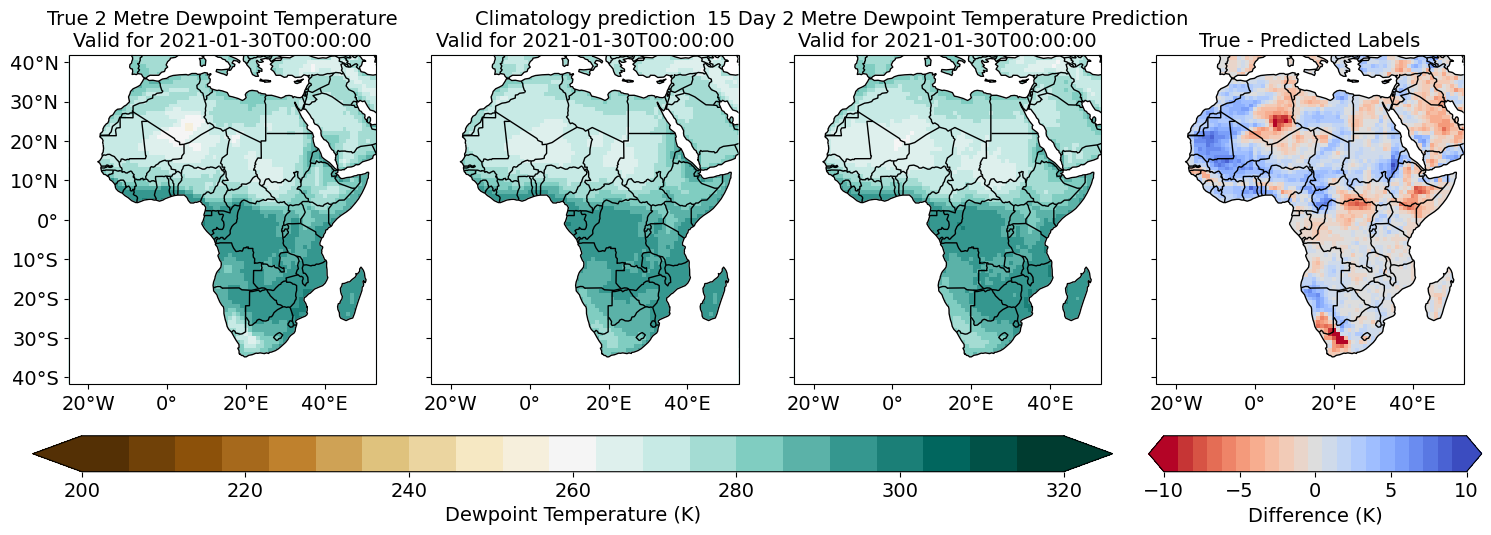 True 2 Metre Dewpoint Temperature
Valid for 2021-01-30T00:00:00
Climatology prediction  15 Day 2 Metre Dewpoint Temperature Prediction
Valid for 2021-01-30T00:00:00
Valid for 2021-01-30T00:00:00
True - Predicted Labels
40°N
30°N
20°N
10°N
0°
10°S
20°S
30°S
40°S
20°W 0° 20°E 40°E
20°W 0° 20°E 40°E
20°W 0° 20°E 40°E
20°W 0° 20°E 40°E
200 220 240 260 280 300 320
Dewpoint Temperature (K)
−10 −5 0 5 10
Difference (K)